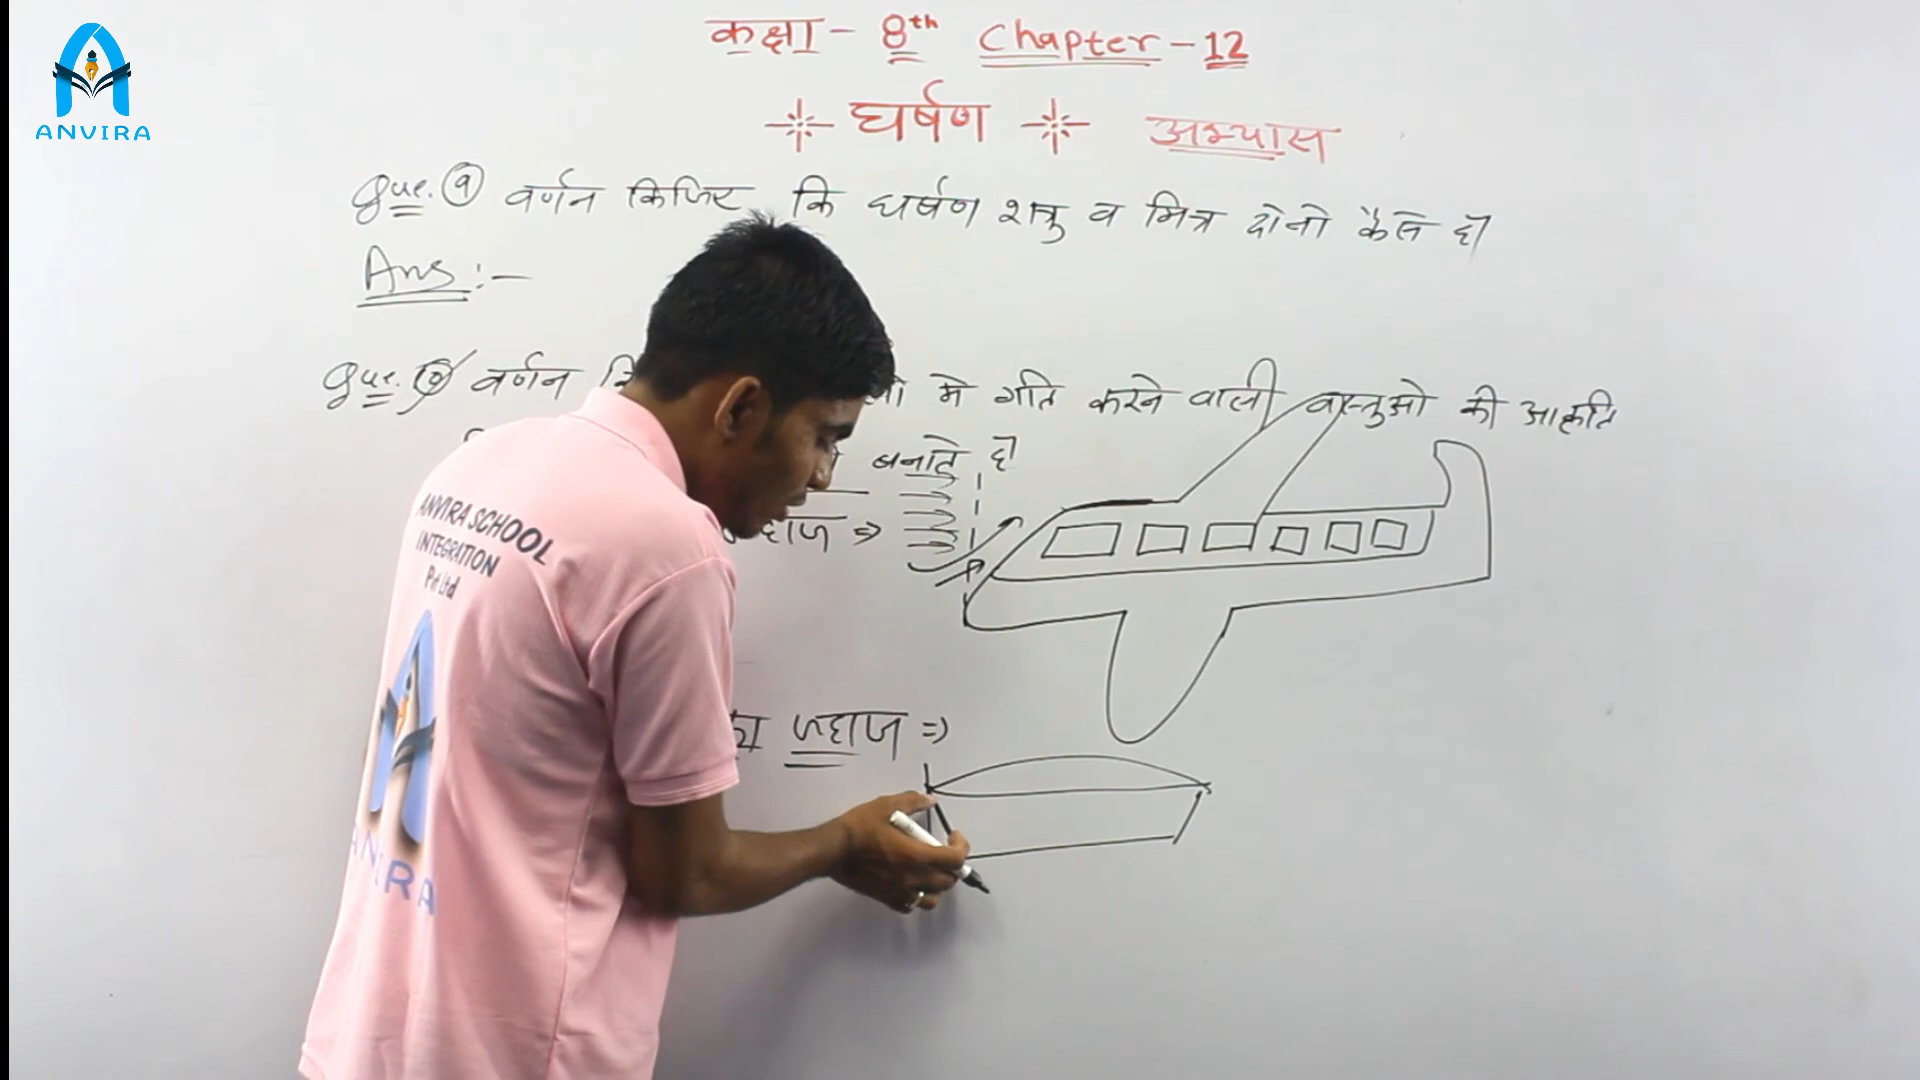 ANVIRA
कक्षा - 8th Chapter - 12
घर्षण अभ्यास
Que. 9 वर्णन किजिए कि घर्षण शत्रु व मित्र दोनो कैसे है
Ans :-
Que. 10 वर्णन मे गति करने वाली वस्तुओ की आकृति
बनाते है
⇒
जहाज ⇒
ANVIRA SCHOOL
INTEGRATION
Pvt Ltd
ANVIRA